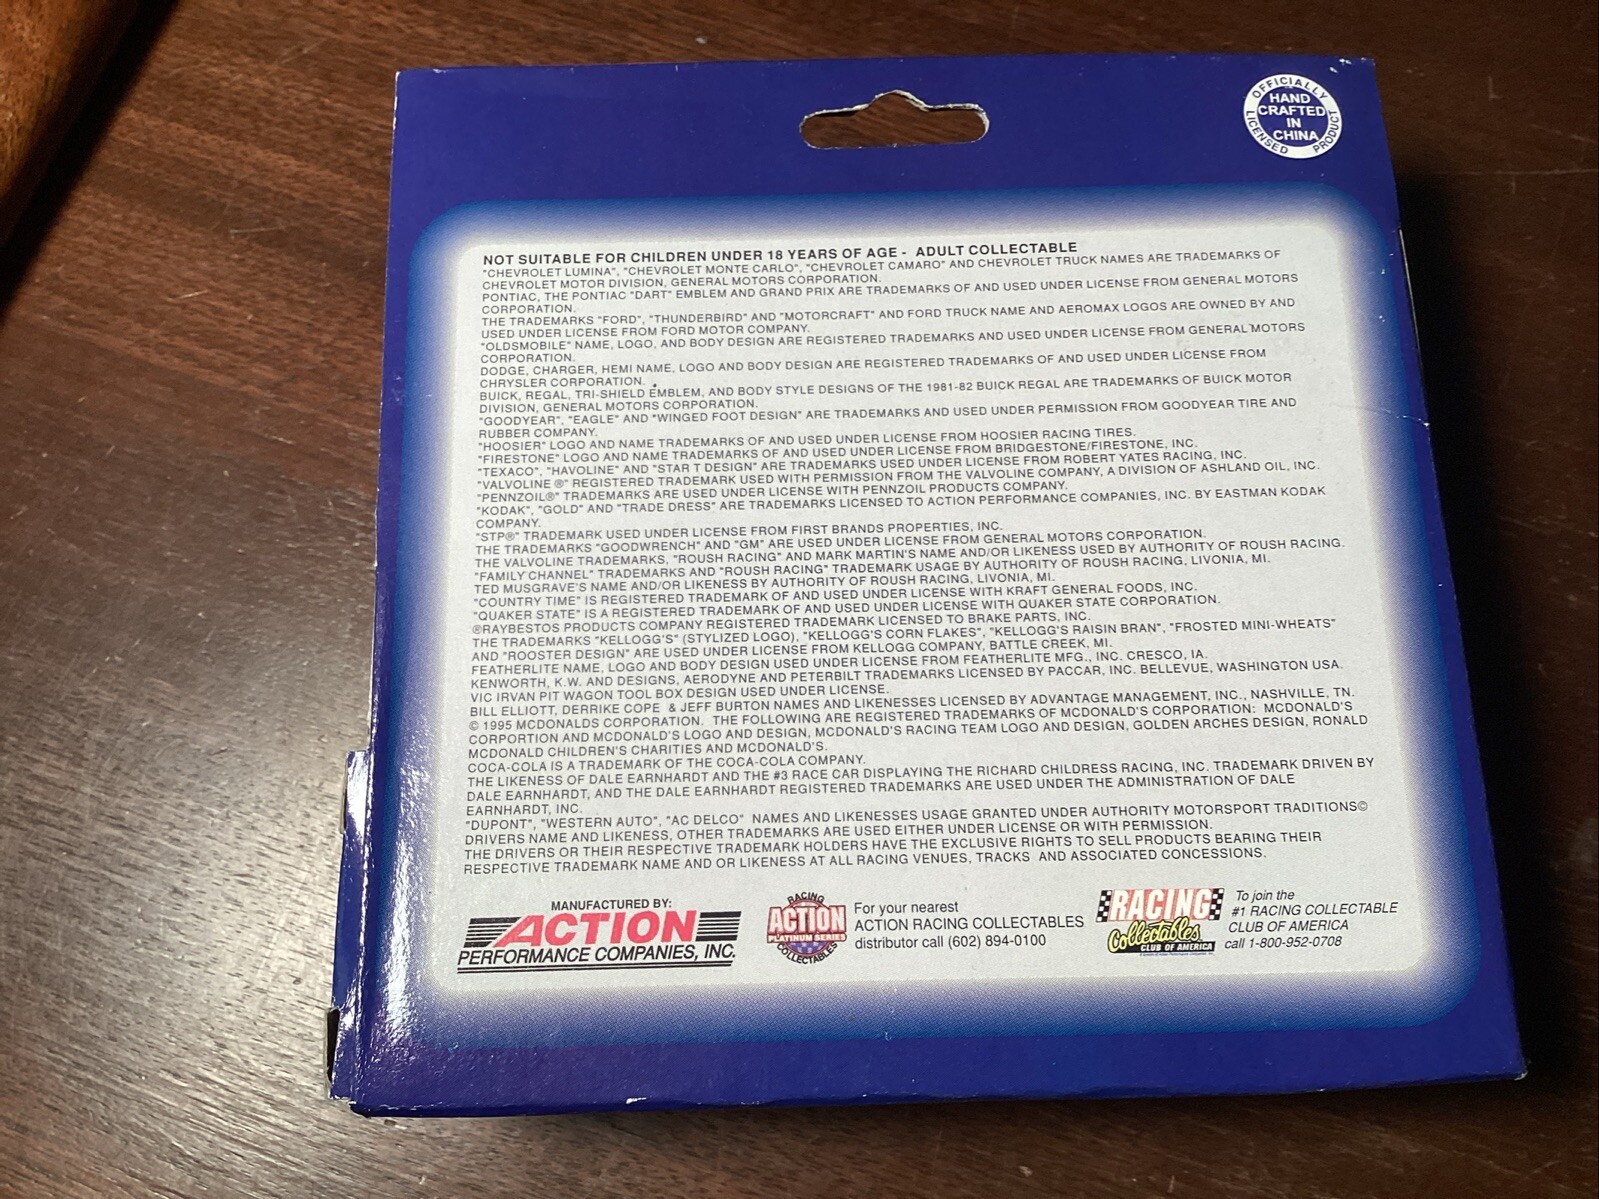 OFFICIALLY LICENSED PRODUCT
HAND
CRAFTED
IN
CHINA
NOT SUITABLE FOR CHILDREN UNDER 18 YEARS OF AGE - ADULT COLLECTABLE
"CHEVROLET LUMINA", "CHEVROLET MONTE CARLO", "CHEVROLET CAMARO" AND CHEVROLET TRUCK NAMES ARE TRADEMARKS OF
CHEVROLET MOTOR DIVISION, GENERAL MOTORS CORPORATION.
PONTIAC, THE PONTIAC "DART" EMBLEM AND GRAND PRIX ARE TRADEMARKS OF AND USED UNDER LICENSE FROM GENERAL MOTORS
CORPORATION.
THE TRADEMARKS "FORD", "THUNDERBIRD" AND "MOTORCRAFT" AND FORD TRUCK NAME AND AEROMAX LOGOS ARE OWNED BY AND
USED UNDER LICENSE FROM FORD MOTOR COMPANY.
"OLDSMOBILE" NAME, LOGO, AND BODY DESIGN ARE REGISTERED TRADEMARKS AND USED UNDER LICENSE FROM GENERAL MOTORS
CORPORATION.
DODGE, CHARGER, HEMI NAME, LOGO AND BODY DESIGN ARE REGISTERED TRADEMARKS OF AND USED UNDER LICENSE FROM
CHRYSLER CORPORATION.
BUICK, REGAL, TRI-SHIELD EMBLEM, AND BODY STYLE DESIGNS OF THE 1981-82 BUICK REGAL ARE TRADEMARKS OF BUICK MOTOR
DIVISION, GENERAL MOTORS CORPORATION.
"GOODYEAR", "EAGLE" AND "WINGED FOOT DESIGN" ARE TRADEMARKS AND USED UNDER PERMISSION FROM GOODYEAR TIRE AND
RUBBER COMPANY.
"HOOSIER" LOGO AND NAME TRADEMARKS OF AND USED UNDER LICENSE FROM HOOSIER RACING TIRES.
"FIRESTONE" LOGO AND NAME TRADEMARKS OF AND USED UNDER LICENSE FROM BRIDGESTONE/FIRESTONE, INC.
"TEXACO", "HAVOLINE" AND "STAR T DESIGN" ARE TRADEMARKS USED UNDER LICENSE FROM ROBERT YATES RACING, INC.
"VALVOLINE ®" REGISTERED TRADEMARK USED WITH PERMISSION FROM THE VALVOLINE COMPANY, A DIVISION OF ASHLAND OIL, INC.
"PENNZOIL®" TRADEMARKS ARE USED UNDER LICENSE WITH PENNZOIL PRODUCTS COMPANY.
"KODAK", "GOLD" AND "TRADE DRESS" ARE TRADEMARKS LICENSED TO ACTION PERFORMANCE COMPANIES, INC. BY EASTMAN KODAK
COMPANY.
"STP®" TRADEMARK USED UNDER LICENSE FROM FIRST BRANDS PROPERTIES, INC.
THE TRADEMARKS "GOODWRENCH" AND "GM" ARE USED UNDER LICENSE FROM GENERAL MOTORS CORPORATION.
THE VALVOLINE TRADEMARKS, "ROUSH RACING" AND MARK MARTIN'S NAME AND/OR LIKENESS USED BY AUTHORITY OF ROUSH RACING.
"FAMILY CHANNEL" TRADEMARKS AND "ROUSH RACING" TRADEMARK USAGE BY AUTHORITY OF ROUSH RACING, LIVONIA, MI.
TED MUSGRAVE'S NAME AND/OR LIKENESS BY AUTHORITY OF ROUSH RACING, LIVONIA, MI.
"COUNTRY TIME" IS REGISTERED TRADEMARK OF AND USED UNDER LICENSE WITH KRAFT GENERAL FOODS, INC.
"QUAKER STATE" IS A REGISTERED TRADEMARK OF AND USED UNDER LICENSE WITH QUAKER STATE CORPORATION.
®RAYBESTOS PRODUCTS COMPANY REGISTERED TRADEMARK LICENSED TO BRAKE PARTS, INC.
THE TRADEMARKS "KELLOGG'S" (STYLIZED LOGO), "KELLOGG'S CORN FLAKES", "KELLOGG'S RAISIN BRAN", "FROSTED MINI-WHEATS"
AND "ROOSTER DESIGN" ARE USED UNDER LICENSE FROM KELLOGG COMPANY, BATTLE CREEK, MI.
FEATHERLITE NAME, LOGO AND BODY DESIGN USED UNDER LICENSE FROM FEATHERLITE MFG., INC. CRESCO, IA.
KENWORTH, K.W. AND DESIGNS, AERODYNE AND PETERBILT TRADEMARKS LICENSED BY PACCAR, INC. BELLEVUE, WASHINGTON USA.
VIC IRVAN PIT WAGON TOOL BOX DESIGN USED UNDER LICENSE.
BILL ELLIOTT, DERRIKE COPE & JEFF BURTON NAMES AND LIKENESSES LICENSED BY ADVANTAGE MANAGEMENT, INC., NASHVILLE, TN.
© 1995 MCDONALDS CORPORATION. THE FOLLOWING ARE REGISTERED TRADEMARKS OF MCDONALD'S CORPORATION: MCDONALD'S
CORPORTION AND MCDONALD'S LOGO AND DESIGN, MCDONALD'S RACING TEAM LOGO AND DESIGN, GOLDEN ARCHES DESIGN, RONALD
MCDONALD CHILDREN'S CHARITIES AND MCDONALD'S.
COCA-COLA IS A TRADEMARK OF THE COCA-COLA COMPANY.
THE LIKENESS OF DALE EARNHARDT AND THE #3 RACE CAR DISPLAYING THE RICHARD CHILDRESS RACING, INC. TRADEMARK DRIVEN BY
DALE EARNHARDT, AND THE DALE EARNHARDT REGISTERED TRADEMARKS ARE USED UNDER THE ADMINISTRATION OF DALE
EARNHARDT, INC.
"DUPONT", "WESTERN AUTO", "AC DELCO" NAMES AND LIKENESSES USAGE GRANTED UNDER AUTHORITY MOTORSPORT TRADITIONS©
DRIVERS NAME AND LIKENESS, OTHER TRADEMARKS ARE USED EITHER UNDER LICENSE OR WITH PERMISSION.
THE DRIVERS OR THEIR RESPECTIVE TRADEMARK HOLDERS HAVE THE EXCLUSIVE RIGHTS TO SELL PRODUCTS BEARING THEIR
RESPECTIVE TRADEMARK NAME AND OR LIKENESS AT ALL RACING VENUES, TRACKS AND ASSOCIATED CONCESSIONS.
MANUFACTURED BY:
ACTION
PERFORMANCE COMPANIES, INC.
RACING
ACTION
PLATINUM SERIES
COLLECTABLES
For your nearest
ACTION RACING COLLECTABLES
distributor call (602) 894-0100
RACING
Collectables
CLUB OF AMERICA
To join the
#1 RACING COLLECTABLE
CLUB OF AMERICA
call 1-800-952-0708